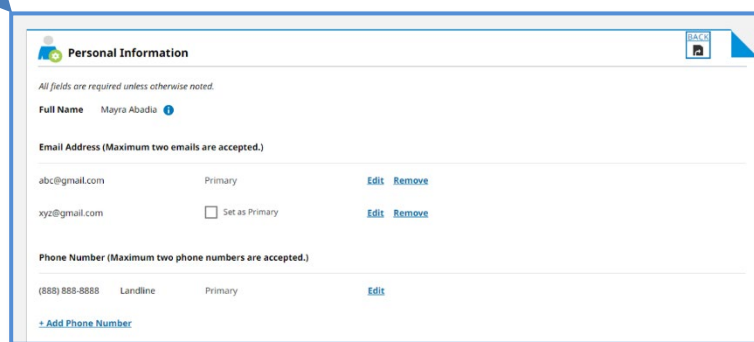 BACK
Personal Information
All fields are required unless otherwise noted.
Full Name Mayra Abadia
Email Address (Maximum two emails are accepted.)
abc@gmail.com Primary Edit Remove
xyz@gmail.com Set as Primary Edit Remove
Phone Number (Maximum two phone numbers are accepted.)
(888) 888-8888 Landline Primary Edit
+ Add Phone Number